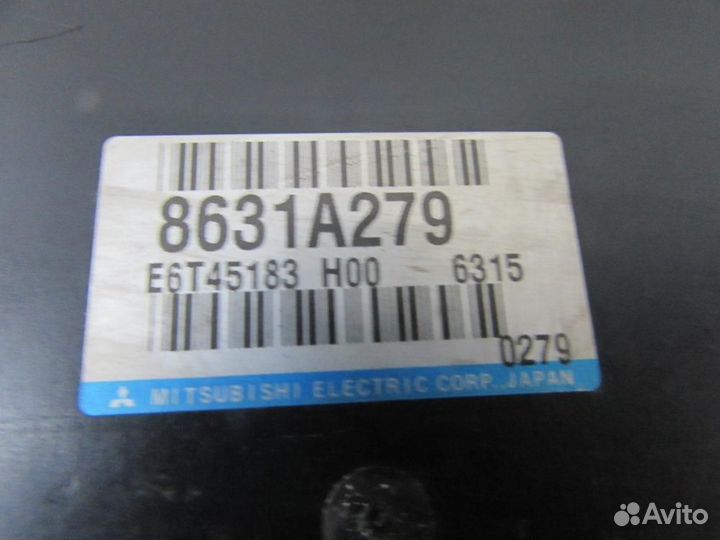 8631A279
E6T45183 H00 6315
0279
MITSUBISHI ELECTRIC CORP., JAPAN
Avito